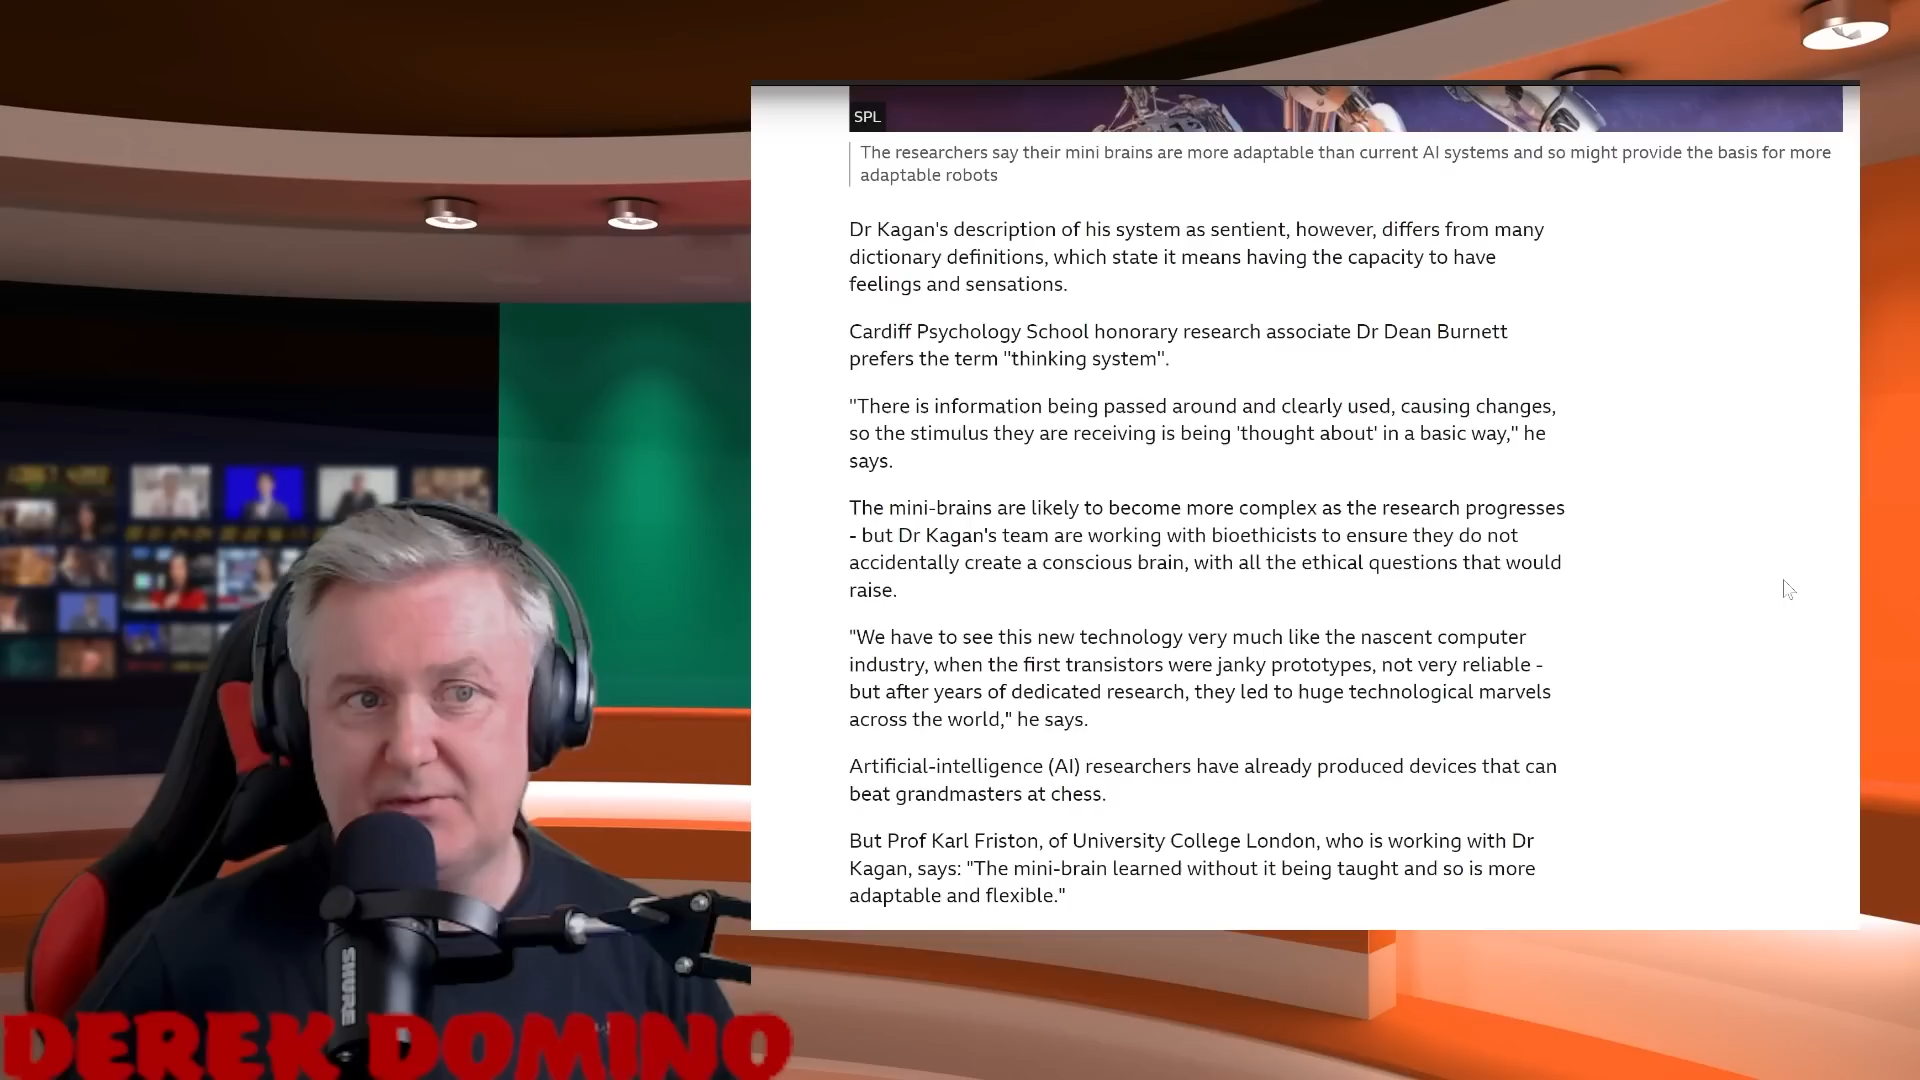 SPL
The researchers say their mini brains are more adaptable than current AI systems and so might provide the basis for more
adaptable robots
Dr Kagan's description of his system as sentient, however, differs from many
dictionary definitions, which state it means having the capacity to have
feelings and sensations.
Cardiff Psychology School honorary research associate Dr Dean Burnett
prefers the term "thinking system".
"There is information being passed around and clearly used, causing changes,
so the stimulus they are receiving is being 'thought about' in a basic way," he
says.
The mini-brains are likely to become more complex as the research progresses
- but Dr Kagan's team are working with bioethicists to ensure they do not
accidentally create a conscious brain, with all the ethical questions that would
raise.
"We have to see this new technology very much like the nascent computer
industry, when the first transistors were janky prototypes, not very reliable -
but after years of dedicated research, they led to huge technological marvels
across the world," he says.
Artificial-intelligence (AI) researchers have already produced devices that can
beat grandmasters at chess.
But Prof Karl Friston, of University College London, who is working with Dr
Kagan, says: "The mini-brain learned without it being taught and so is more
adaptable and flexible."
SHURE
DEREK DOMINO